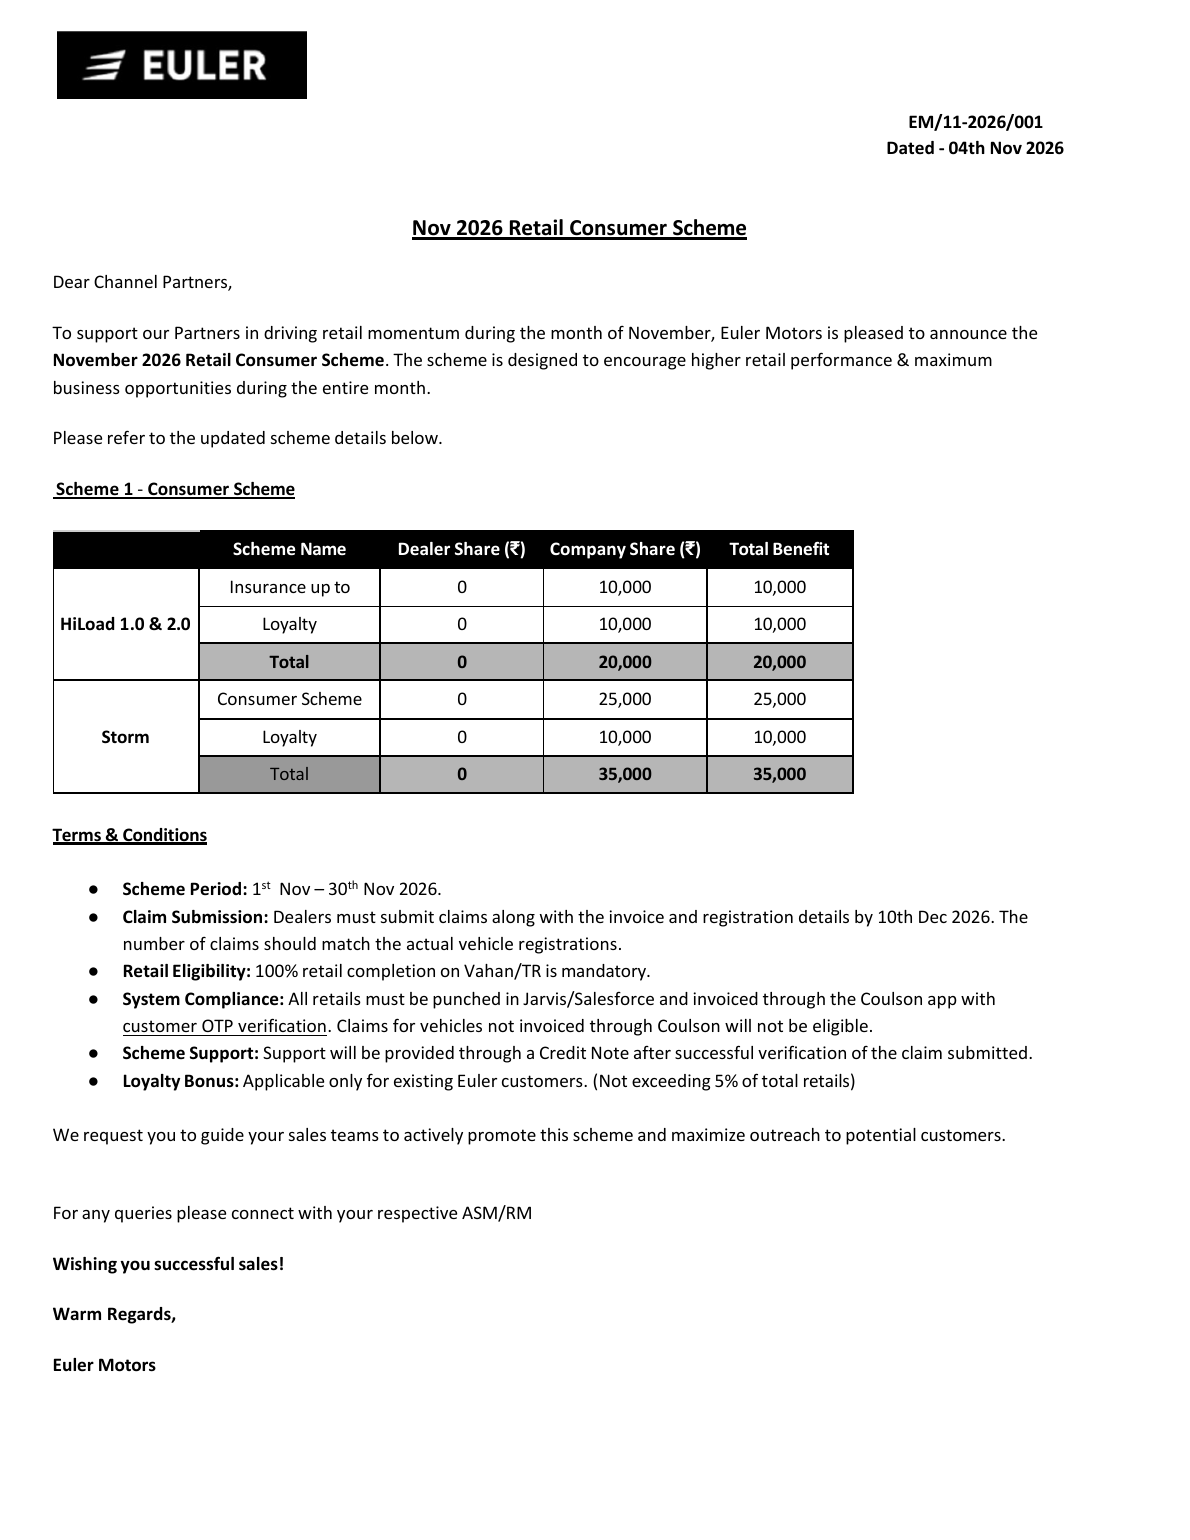 EULER
EM/11-2026/001
Dated - 04th Nov 2026
Nov 2026 Retail Consumer Scheme
Dear Channel Partners,
To support our Partners in driving retail momentum during the month of November, Euler Motors is pleased to announce the
November 2026 Retail Consumer Scheme. The scheme is designed to encourage higher retail performance & maximum
business opportunities during the entire month.
Please refer to the updated scheme details below.
Scheme 1 - Consumer Scheme
Scheme Name Dealer Share (₹) Company Share (₹) Total Benefit
Insurance up to 0 10,000 10,000
HiLoad 1.0 & 2.0 Loyalty 0 10,000 10,000
Total 0 20,000 20,000
Consumer Scheme 0 25,000 25,000
Storm Loyalty 0 10,000 10,000
Total 0 35,000 35,000
Terms & Conditions
● Scheme Period: 1st Nov – 30th Nov 2026.
● Claim Submission: Dealers must submit claims along with the invoice and registration details by 10th Dec 2026. The
number of claims should match the actual vehicle registrations.
● Retail Eligibility: 100% retail completion on Vahan/TR is mandatory.
● System Compliance: All retails must be punched in Jarvis/Salesforce and invoiced through the Coulson app with
customer OTP verification. Claims for vehicles not invoiced through Coulson will not be eligible.
● Scheme Support: Support will be provided through a Credit Note after successful verification of the claim submitted.
● Loyalty Bonus: Applicable only for existing Euler customers. (Not exceeding 5% of total retails)
We request you to guide your sales teams to actively promote this scheme and maximize outreach to potential customers.
For any queries please connect with your respective ASM/RM
Wishing you successful sales!
Warm Regards,
Euler Motors